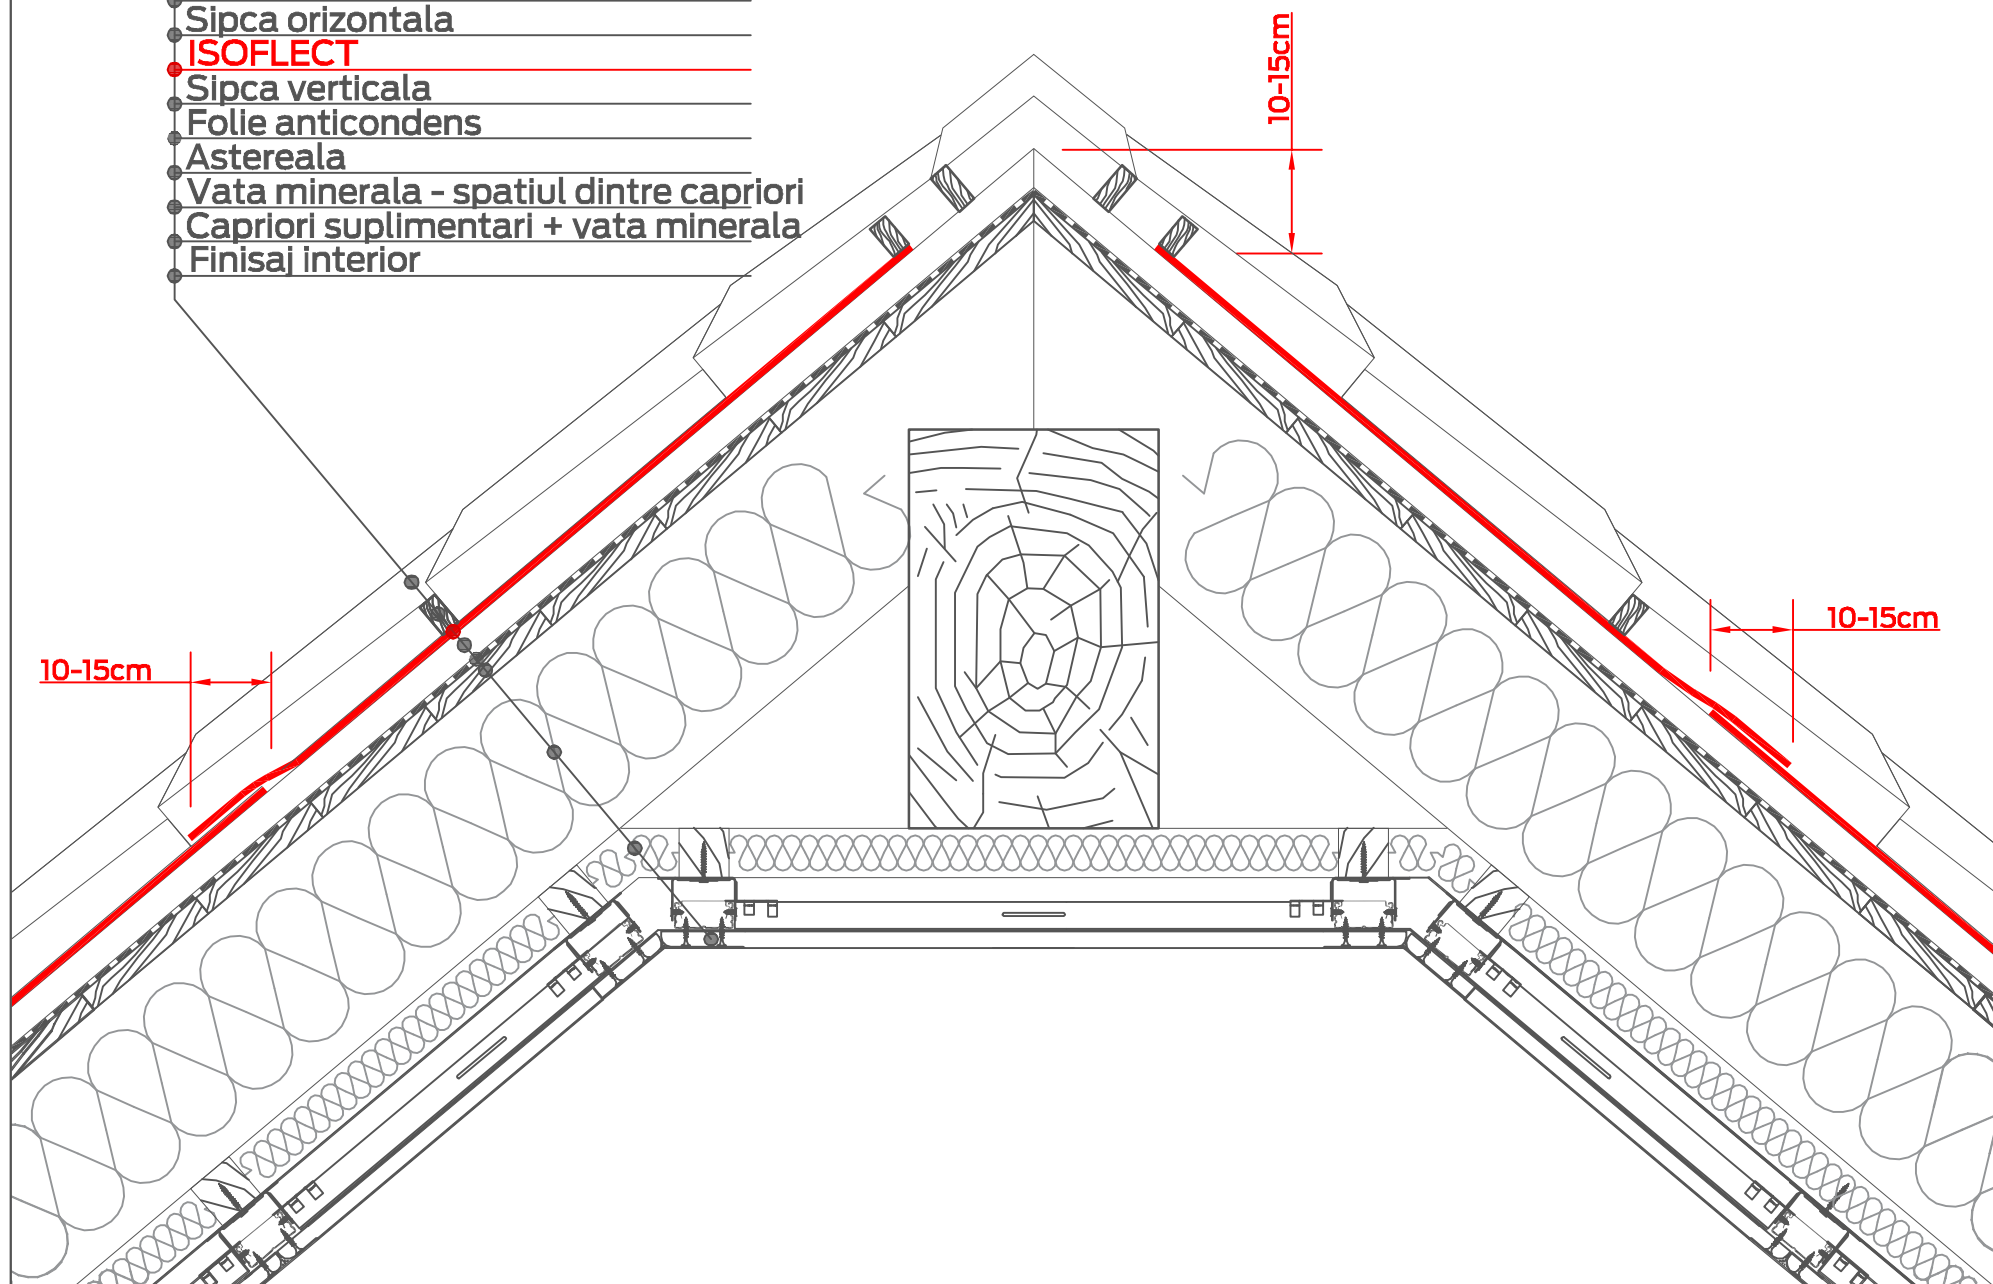 Sipca orizontala
ISOFLECT
Sipca verticala
Folie anticondens
Astereala
Vata minerala - spatiul dintre capriori
Capriori suplimentari + vata minerala
Finisaj interior
10-15cm
10-15cm
10-15cm